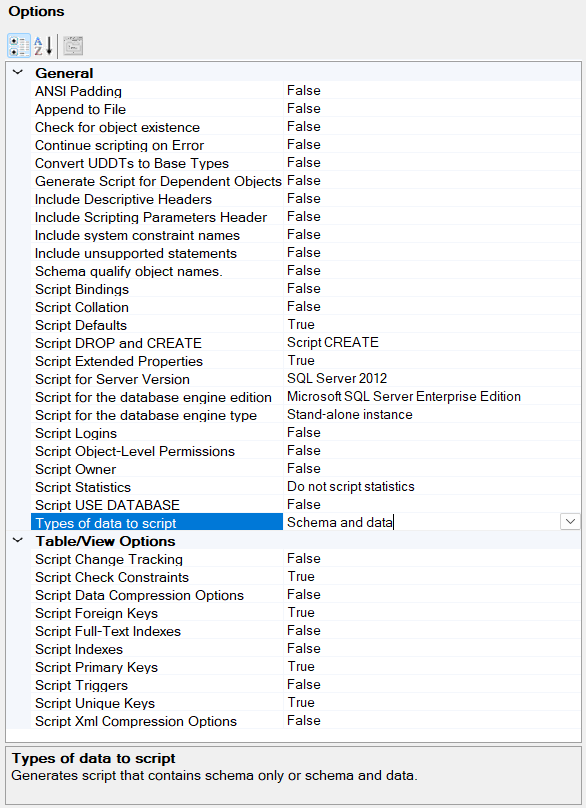 Options
A Z
General
ANSI Padding False
Append to File False
Check for object existence False
Continue scripting on Error False
Convert UDDTs to Base Types False
Generate Script for Dependent Objects False
Include Descriptive Headers False
Include Scripting Parameters Header False
Include system constraint names False
Include unsupported statements False
Schema qualify object names. False
Script Bindings False
Script Collation False
Script Defaults True
Script DROP and CREATE Script CREATE
Script Extended Properties True
Script for Server Version SQL Server 2012
Script for the database engine edition Microsoft SQL Server Enterprise Edition
Script for the database engine type Stand-alone instance
Script Logins False
Script Object-Level Permissions False
Script Owner False
Script Statistics Do not script statistics
Script USE DATABASE False
Types of data to script Schema and data
Table/View Options
Script Change Tracking False
Script Check Constraints True
Script Data Compression Options False
Script Foreign Keys True
Script Full-Text Indexes False
Script Indexes False
Script Primary Keys True
Script Triggers False
Script Unique Keys True
Script Xml Compression Options False
Types of data to script
Generates script that contains schema only or schema and data.